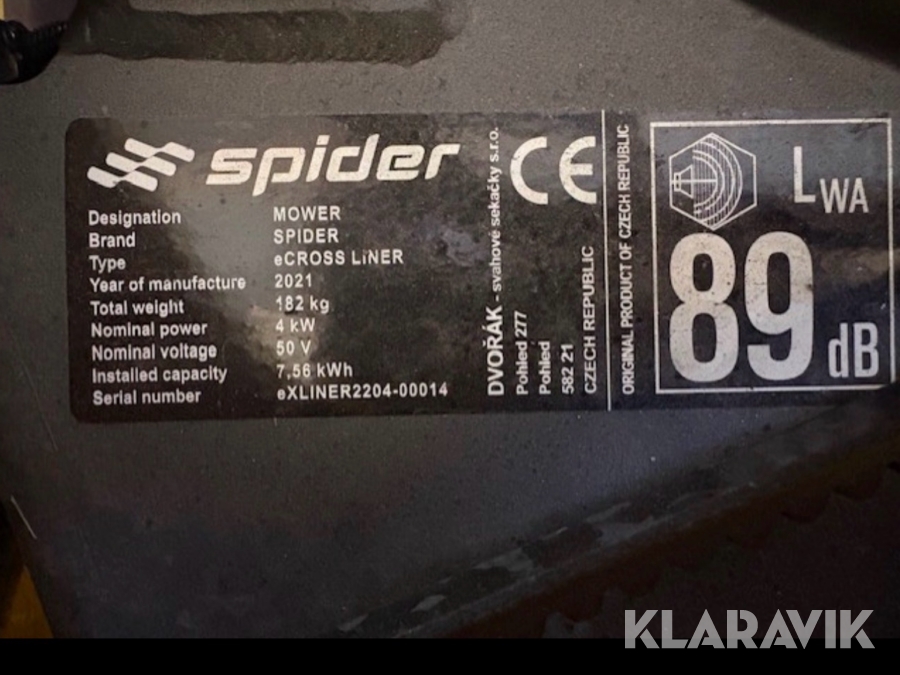 spider
Designation MOWER
Brand SPIDER
Type eCROSS LiNER
Year of manufacture 2021
Total weight 182 kg
Nominal power 4 kW
Nominal voltage 50 V
Installed capacity 7,56 kWh
Serial number eXLINER2204-00014
DVOŘÁK - svahové sekačky s.r.o.
Pohled 277
Pohled
582 21
CZECH REPUBLIC
CE
ORIGINAL PRODUCT OF CZECH REPUBLIC
LWA
89 dB
KLARAVIK